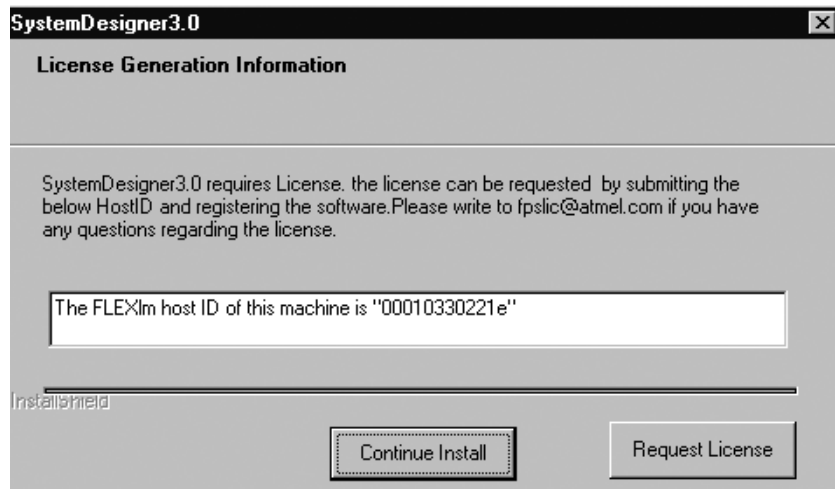 SystemDesigner3.0
License Generation Information
SystemDesigner3.0 requires License. the license can be requested by submitting the
below HostID and registering the software.Please write to fpslic@atmel.com if you have
any questions regarding the license.
The FLEXlm host ID of this machine is "00010330221e"
InstallShield
Continue Install
Request License